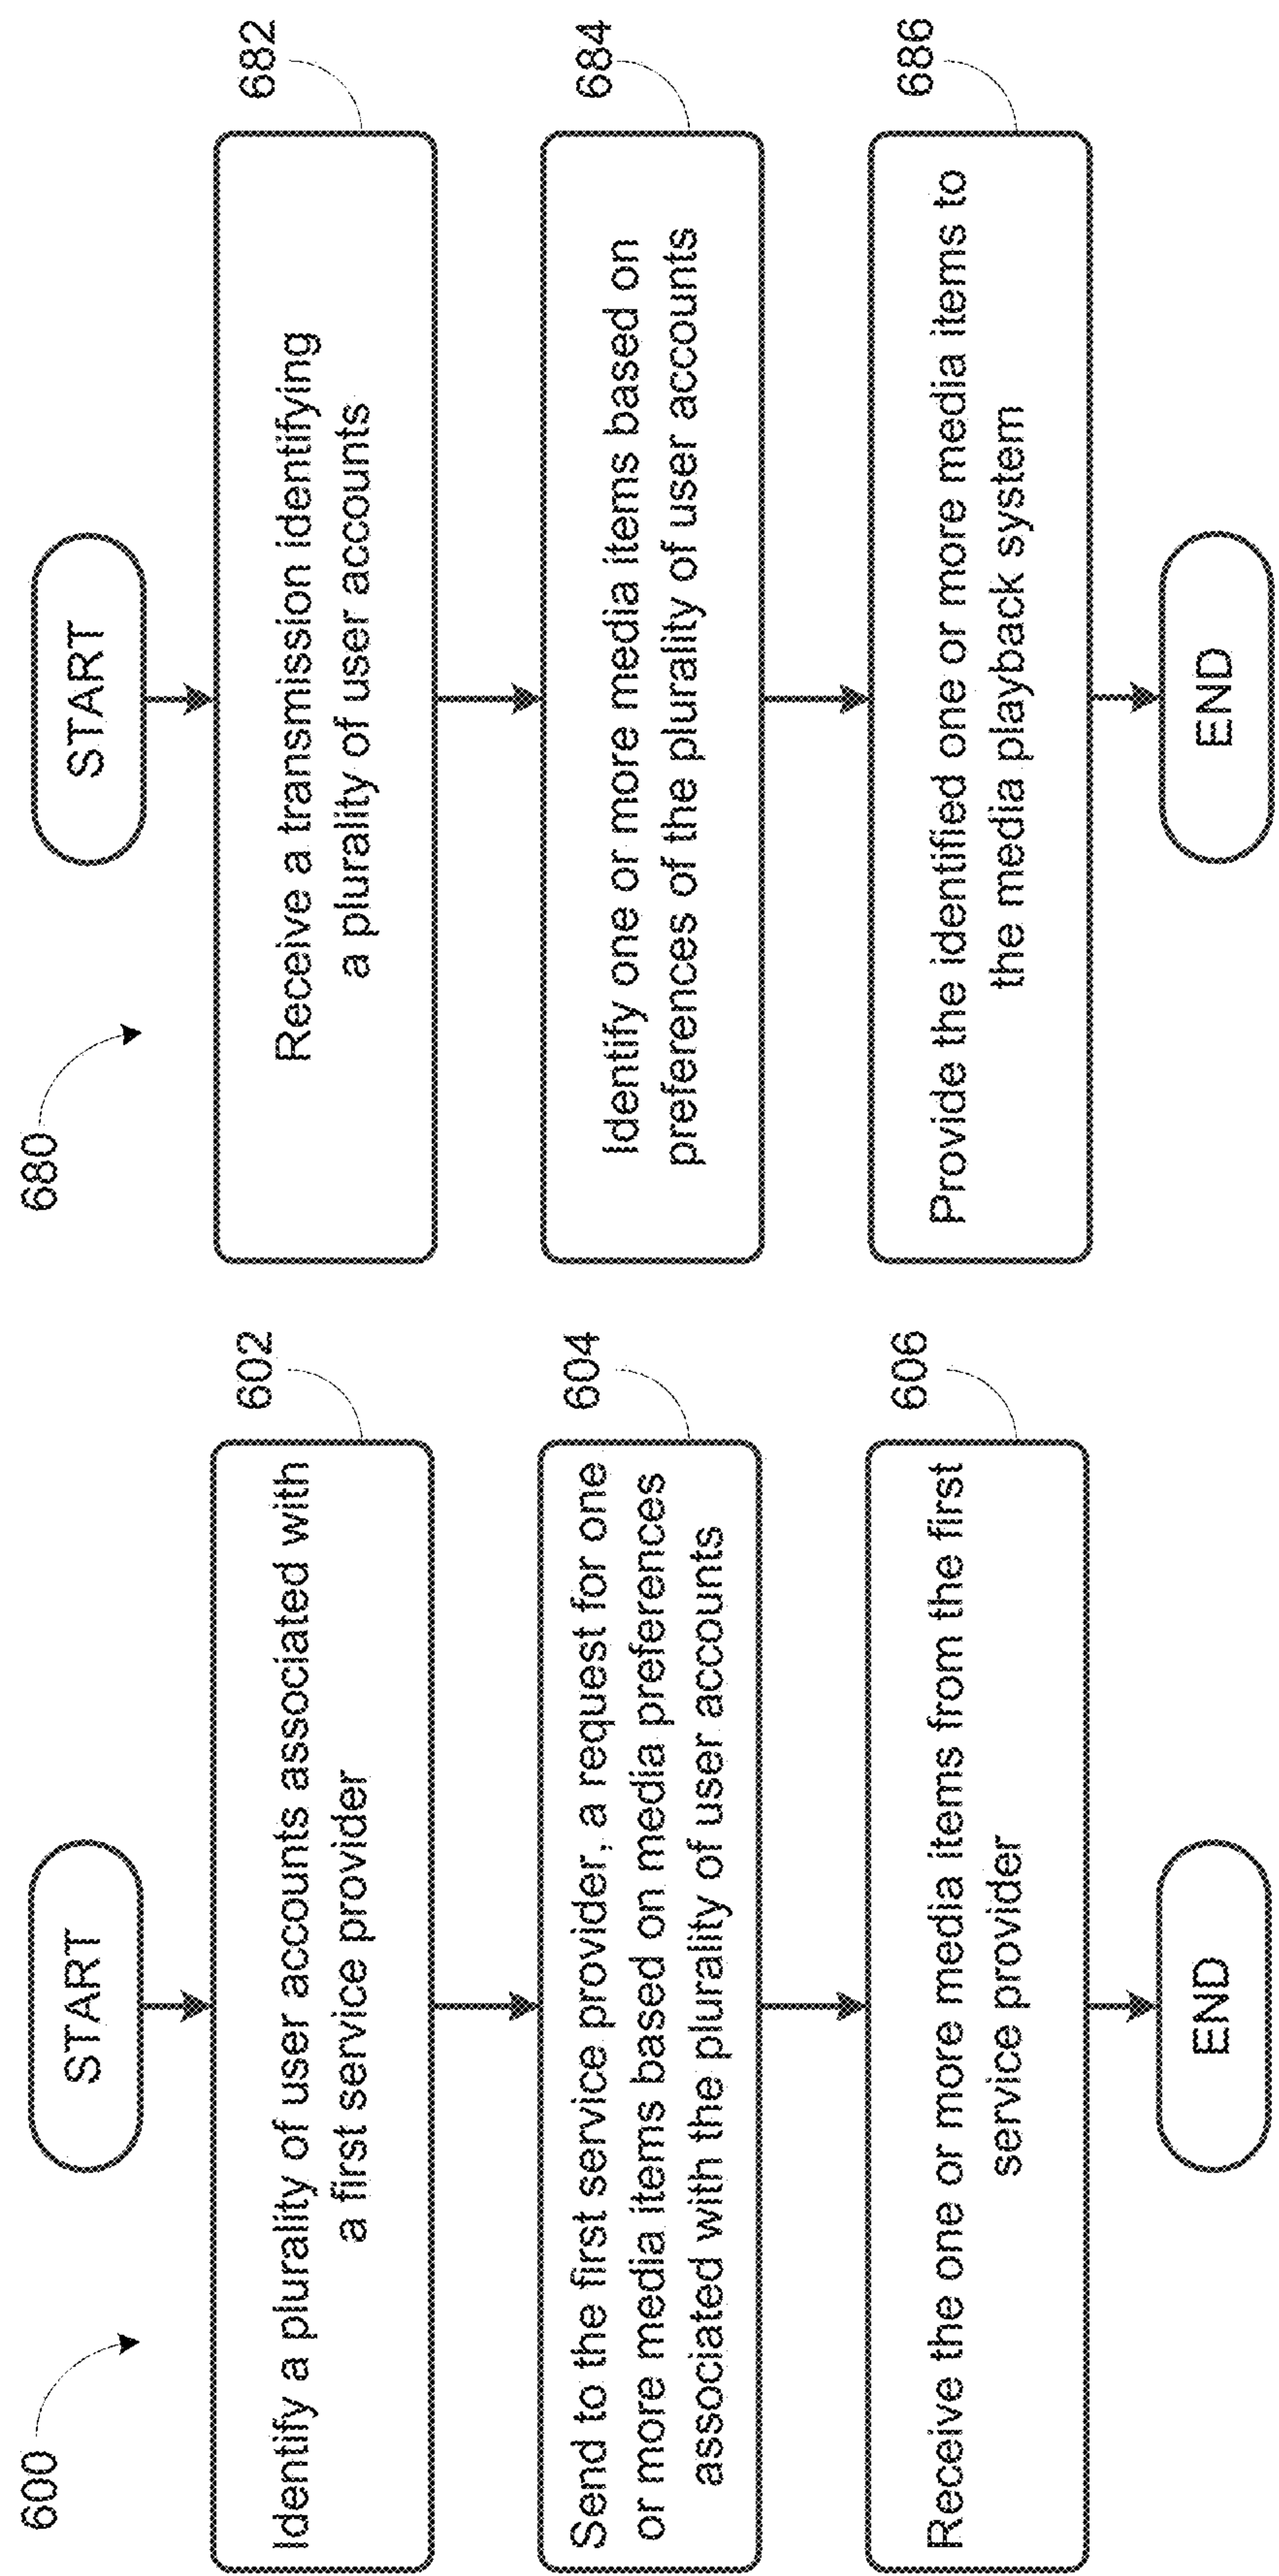 600
START
Identify a plurality of user accounts associated with
a first service provider
602
Send to the first service provider, a request for one
or more media items based on media preferences
associated with the plurality of user accounts
604
Receive the one or more media items from the first
service provider
606
END
680
START
Receive a transmission identifying
a plurality of user accounts
682
Identify one or more media items based on
preferences of the plurality of user accounts
684
Provide the identified one or more media items to
the media playback system
686
END